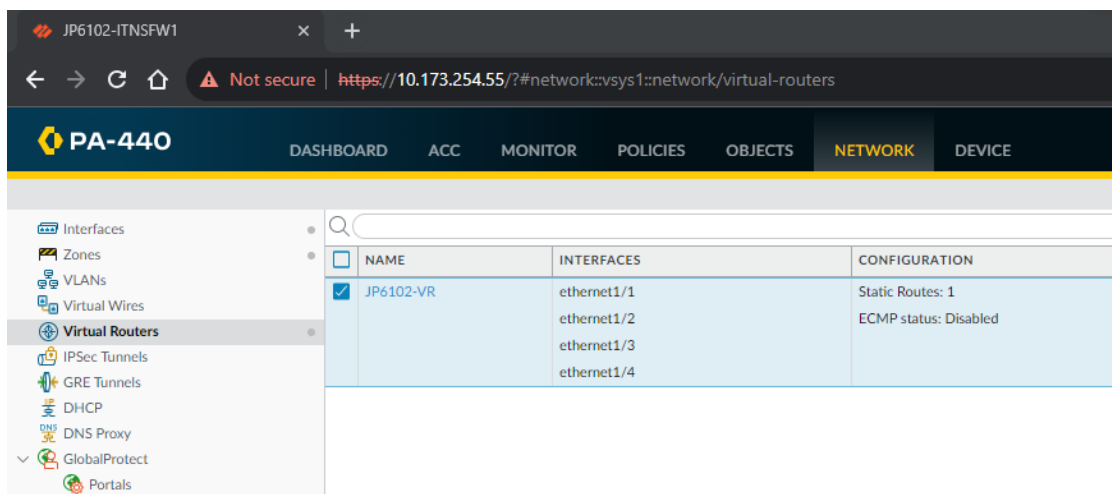 JP6102-ITNSFW1
Not secure https://10.173.254.55/?#network::vsys1::network/virtual-routers
PA-440 DASHBOARD ACC MONITOR POLICIES OBJECTS NETWORK DEVICE
Interfaces
Zones
VLANs
Virtual Wires
Virtual Routers
IPSec Tunnels
GRE Tunnels
DHCP
DNS Proxy
GlobalProtect
Portals
NAME INTERFACES CONFIGURATION
JP6102-VR ethernet1/1 Static Routes: 1
ethernet1/2 ECMP status: Disabled
ethernet1/3
ethernet1/4